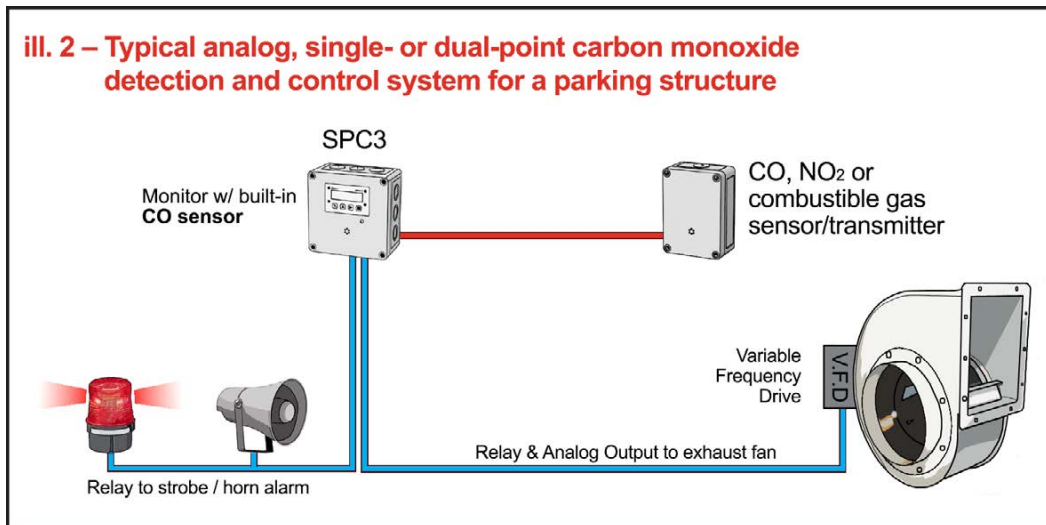 ill. 2 – Typical analog, single- or dual-point carbon monoxide
detection and control system for a parking structure
SPC3
Monitor w/ built-in
CO sensor
CO, NO₂ or
combustible gas
sensor/transmitter
Variable
Frequency
Drive
V.F.D
Relay & Analog Output to exhaust fan
Relay to strobe / horn alarm